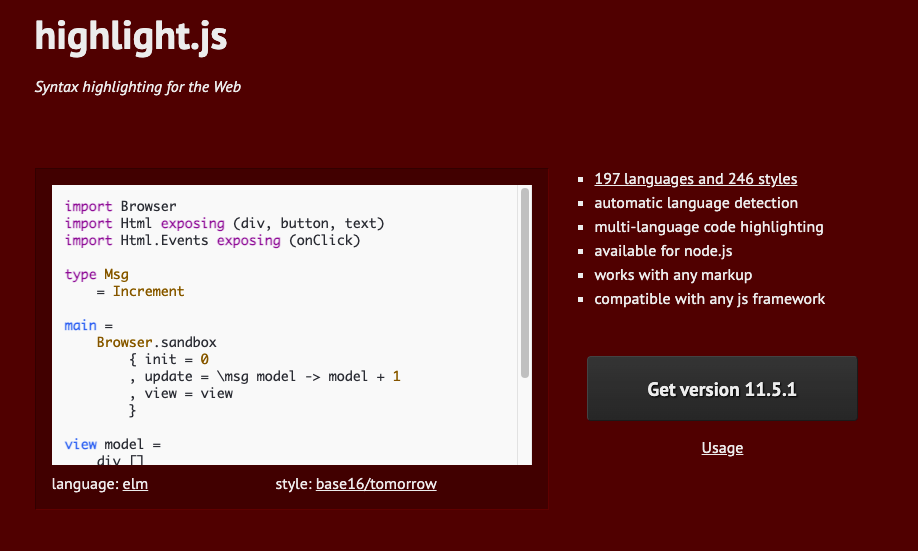 highlight.js
Syntax highlighting for the Web
import Browser
import Html exposing (div, button, text)
import Html.Events exposing (onClick)
type Msg
    = Increment
main =
    Browser.sandbox
        { init = 0
        , update = \msg model -> model + 1
        , view = view
        }
view model =
    div []
language: elm
style: base16/tomorrow
197 languages and 246 styles
automatic language detection
multi-language code highlighting
available for node.js
works with any markup
compatible with any js framework
Get version 11.5.1
Usage